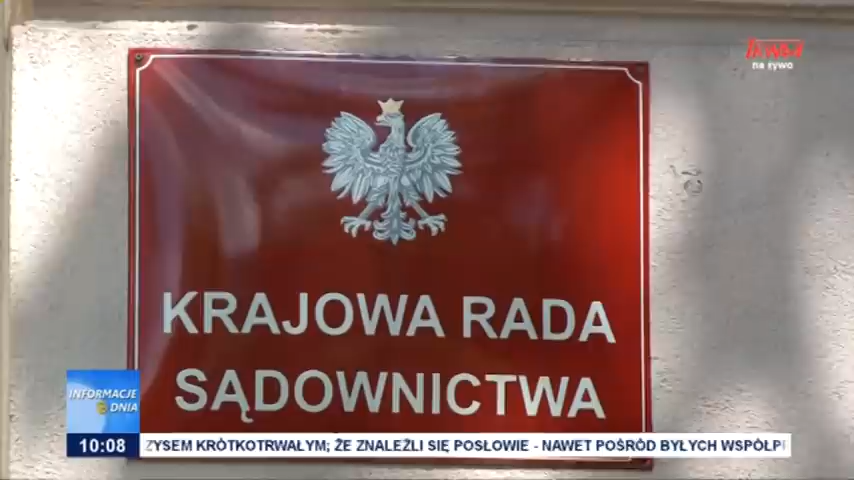 TRWAM
na żywo
KRAJOWA RADA
SĄDOWNICTWA
INFORMACJE
DNIA
10:08 ZYSEM KRÓTKOTRWAŁYM; ŻE ZNALEŹLI SIĘ POSŁOWIE - NAWET POŚRÓD BYŁYCH WSPÓŁP